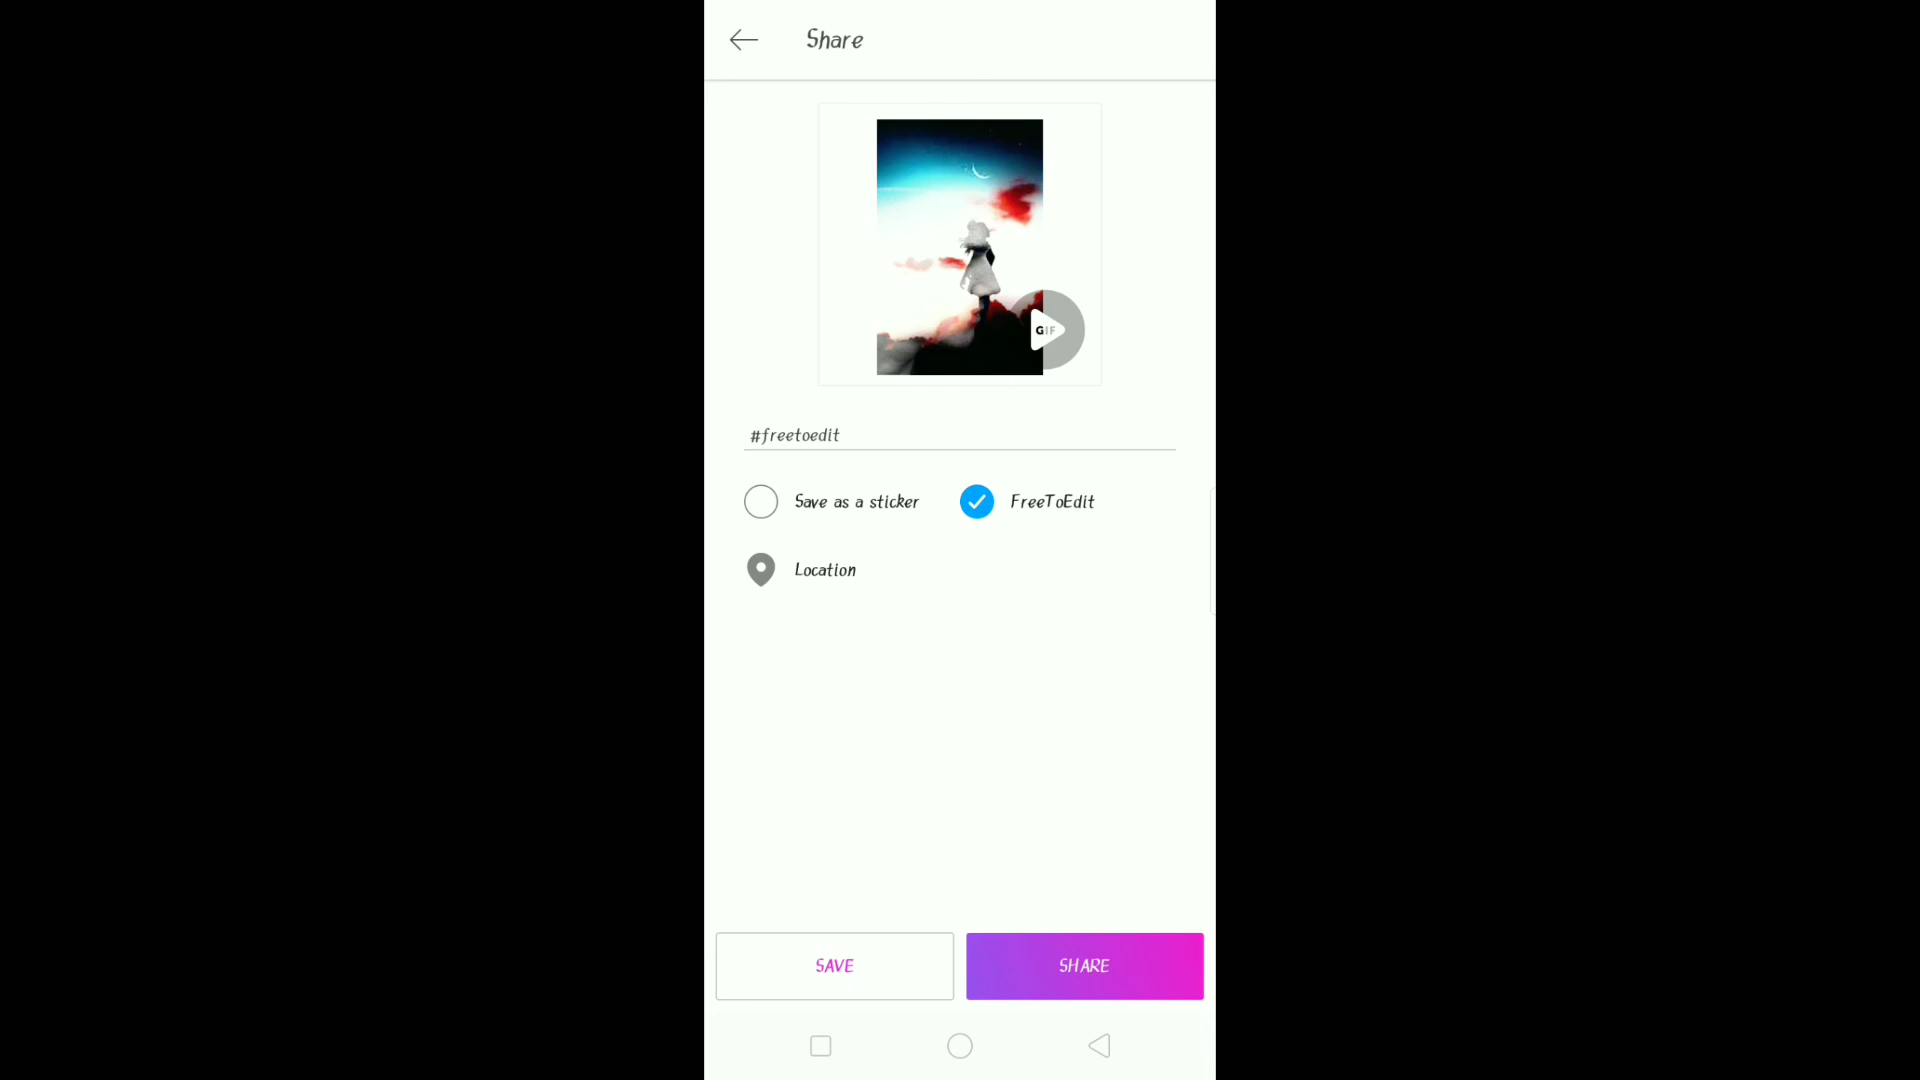 Share
GIF
#freetoedit
Save as a sticker
FreeToEdit
Location
SAVE
SHARE